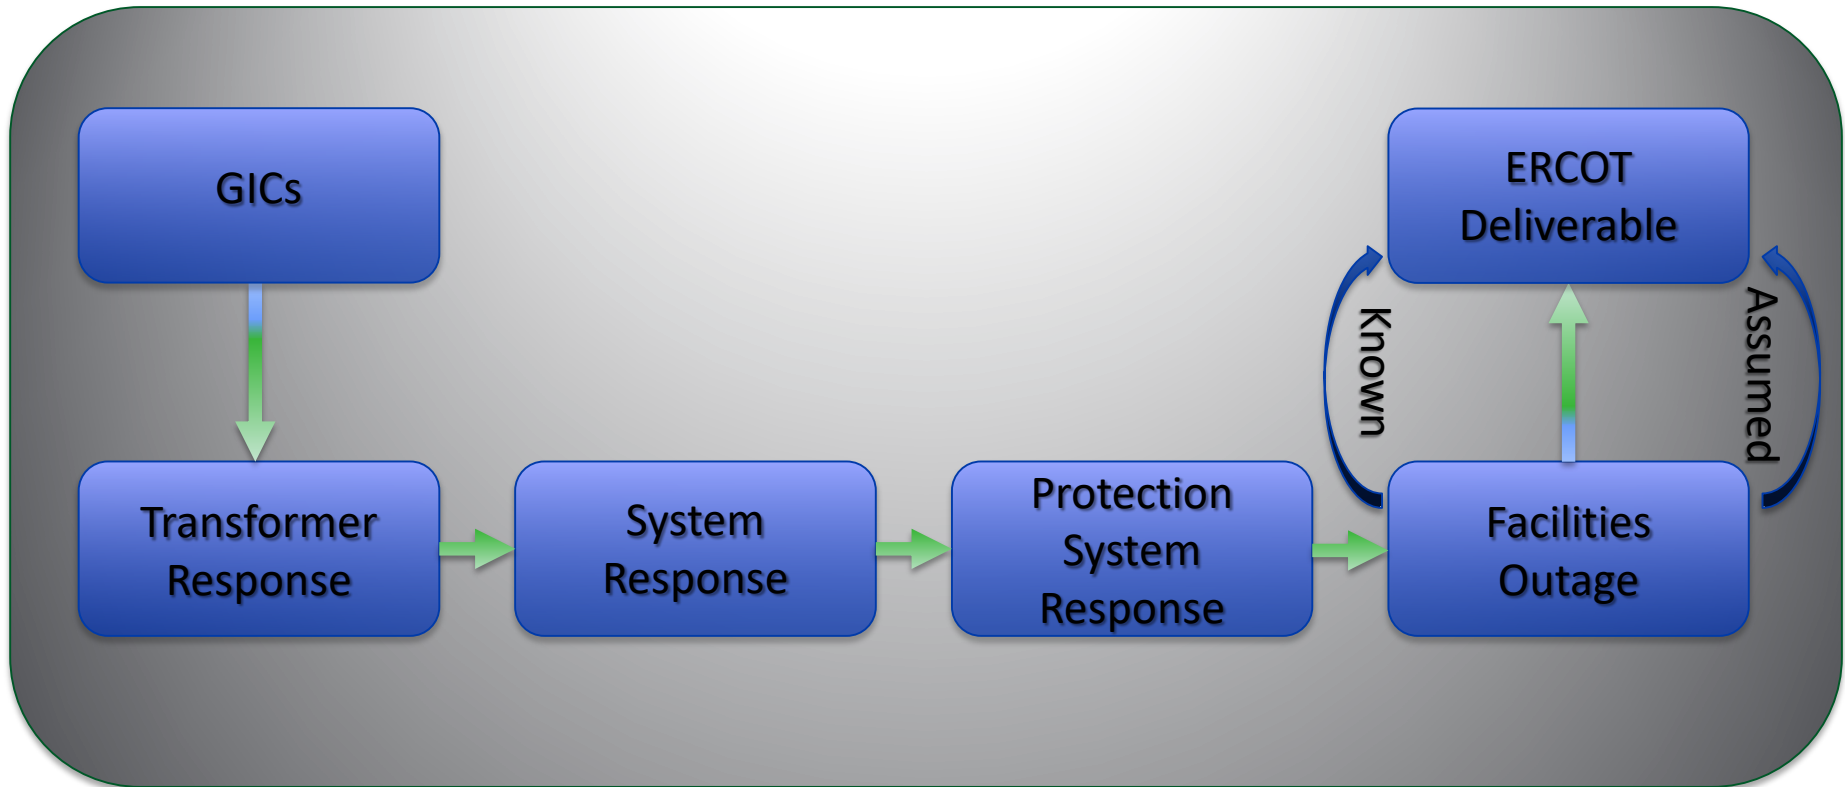 GICs
ERCOT
Deliverable
Known
Assumed
Transformer
Response
System
Response
Protection
System
Response
Facilities
Outage